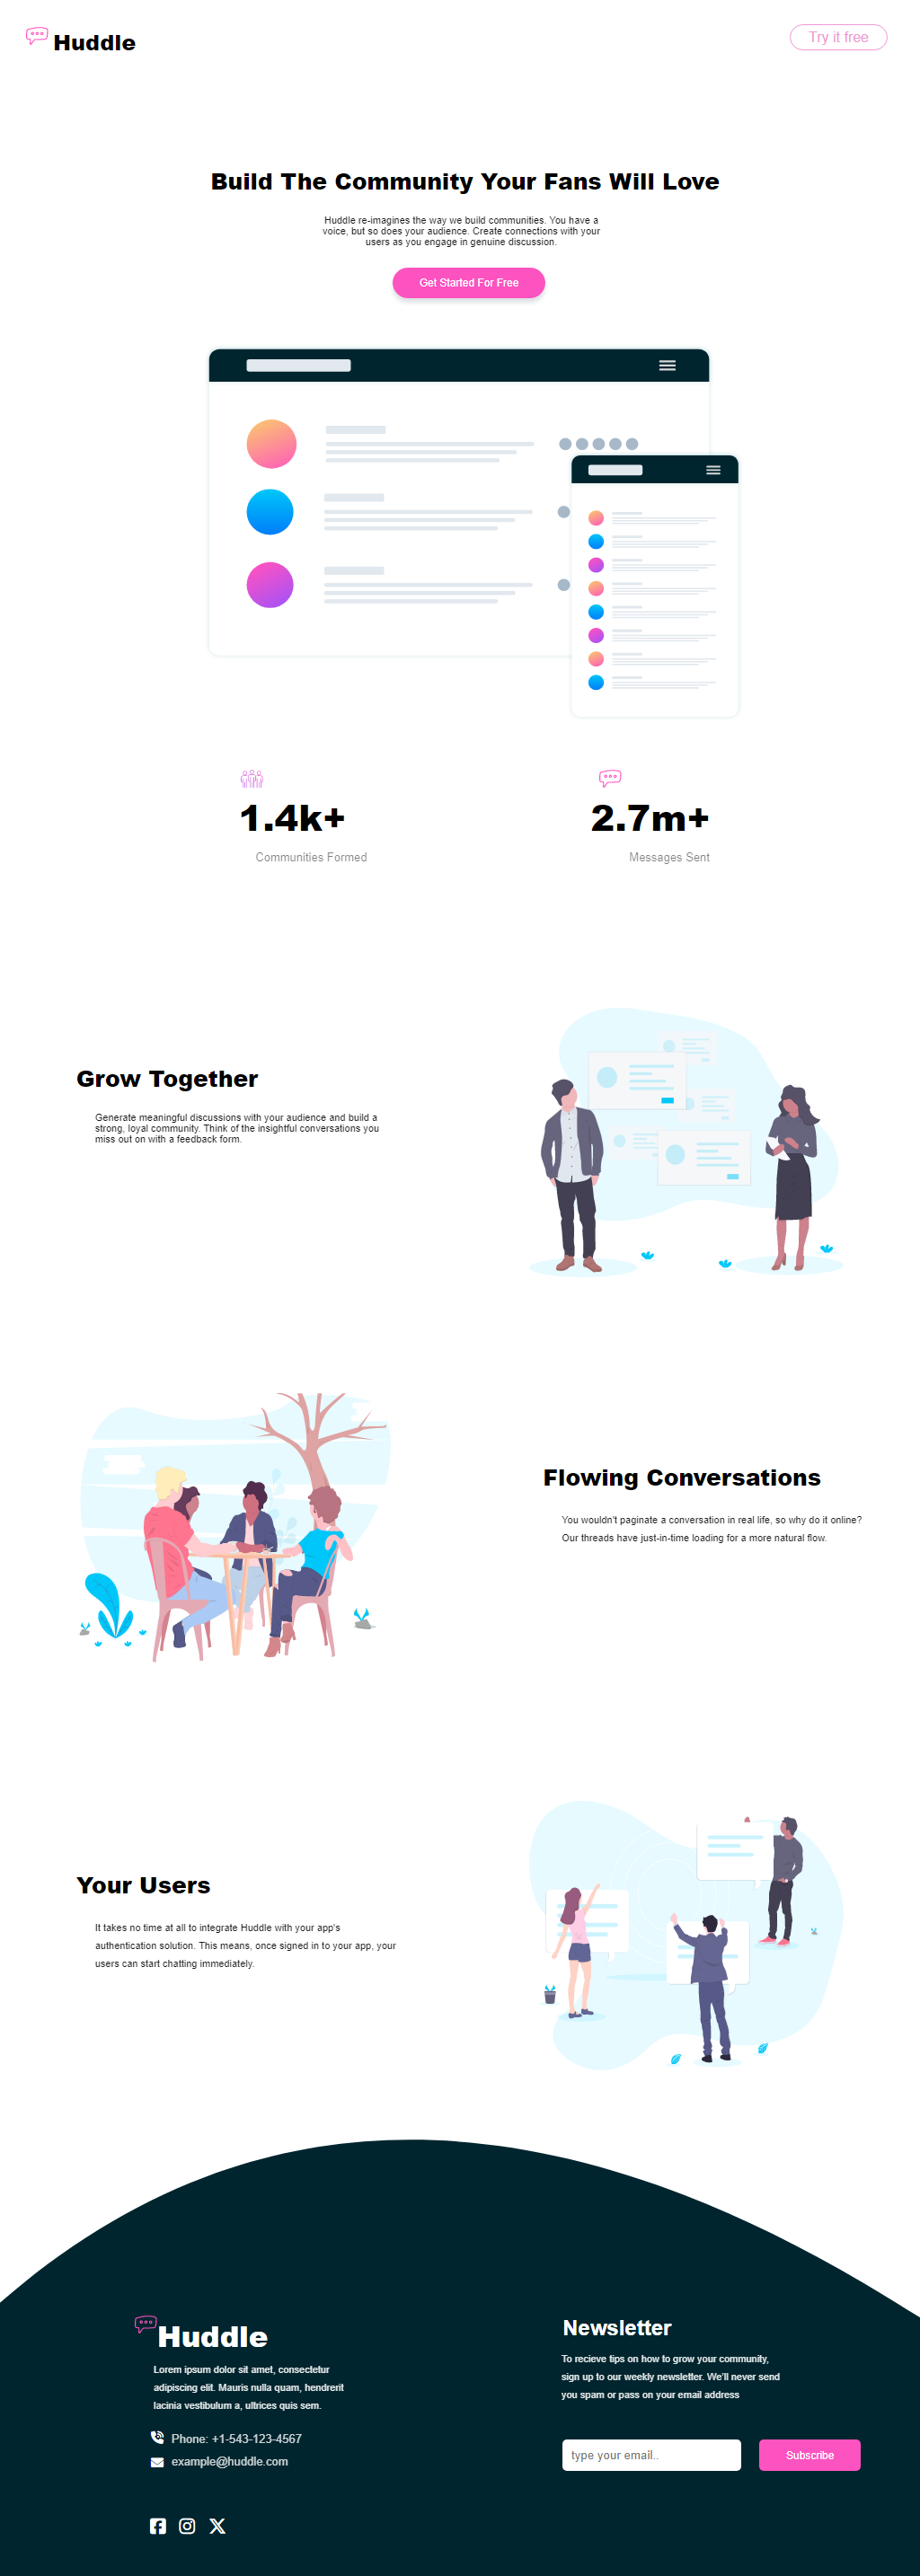 Huddle
Try it free
Build The Community Your Fans Will Love
Huddle re-imagines the way we build communities. You have a
voice, but so does your audience. Create connections with your
users as you engage in genuine discussion.
Get Started For Free
1.4k+
2.7m+
Communities Formed
Messages Sent
Grow Together
Generate meaningful discussions with your audience and build a
strong, loyal community. Think of the insightful conversations you
miss out on with a feedback form.
Flowing Conversations
You wouldn't paginate a conversation in real life, so why do it online?
Our threads have just-in-time loading for a more natural flow.
Your Users
It takes no time at all to integrate Huddle with your app's
authentication solution. This means, once signed in to your app, your
users can start chatting immediately.
Huddle
Lorem ipsum dolor sit amet, consectetur
adipiscing elit. Mauris nulla quam, hendrerit
lacinia vestibulum a, ultrices quis sem.
Phone: +1-543-123-4567
example@huddle.com
Newsletter
To recieve tips on how to grow your community,
sign up to our weekly newsletter. We'll never send
you spam or pass on your email address
type your email..
Subscribe